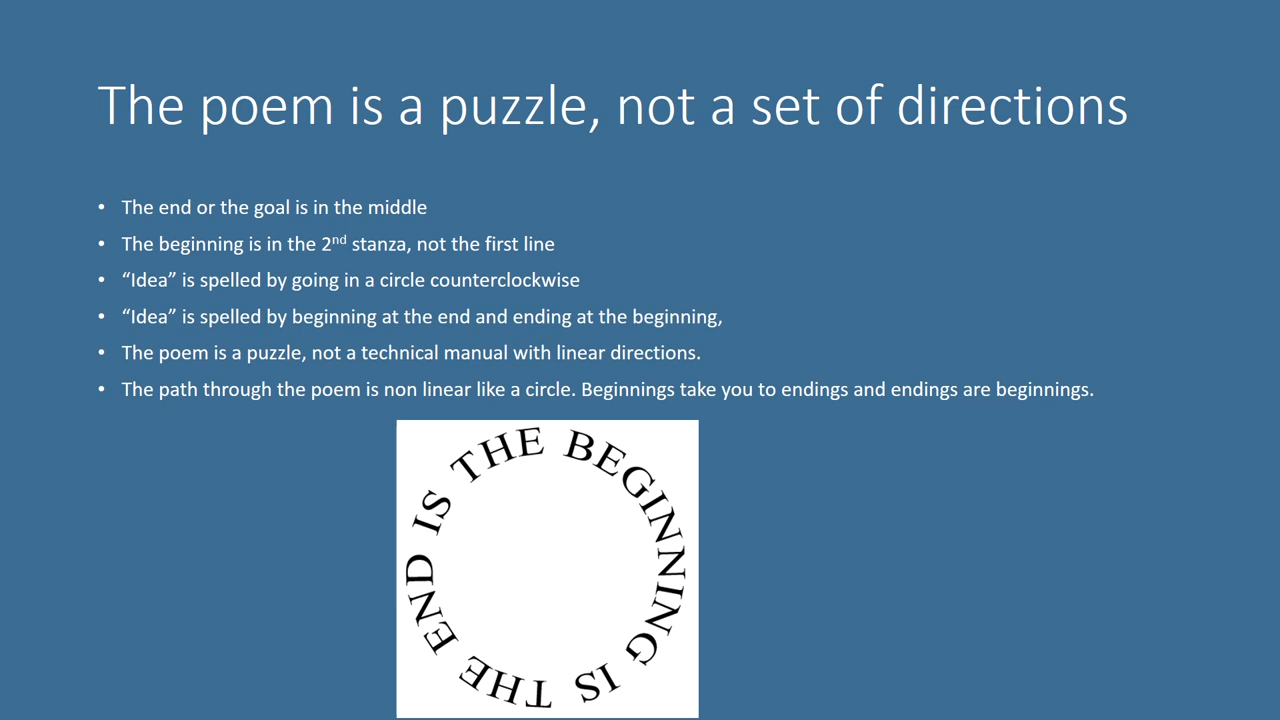 The poem is a puzzle, not a set of directions
• The end or the goal is in the middle
• The beginning is in the 2nd stanza, not the first line
• “Idea” is spelled by going in a circle counterclockwise
• “Idea” is spelled by beginning at the end and ending at the beginning,
• The poem is a puzzle, not a technical manual with linear directions.
• The path through the poem is non linear like a circle. Beginnings take you to endings and endings are beginnings.
THE BEGINNING IS THE END IS